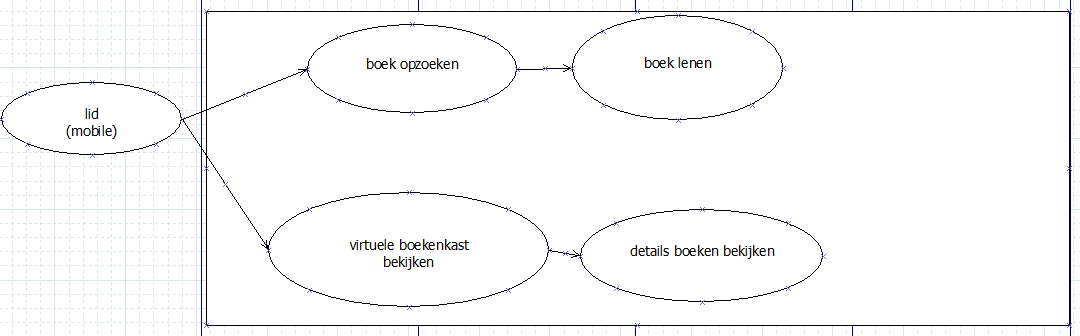 lid
(mobile)
boek opzoeken
boek lenen
virtuele boekenkast
bekijken
details boeken bekijken